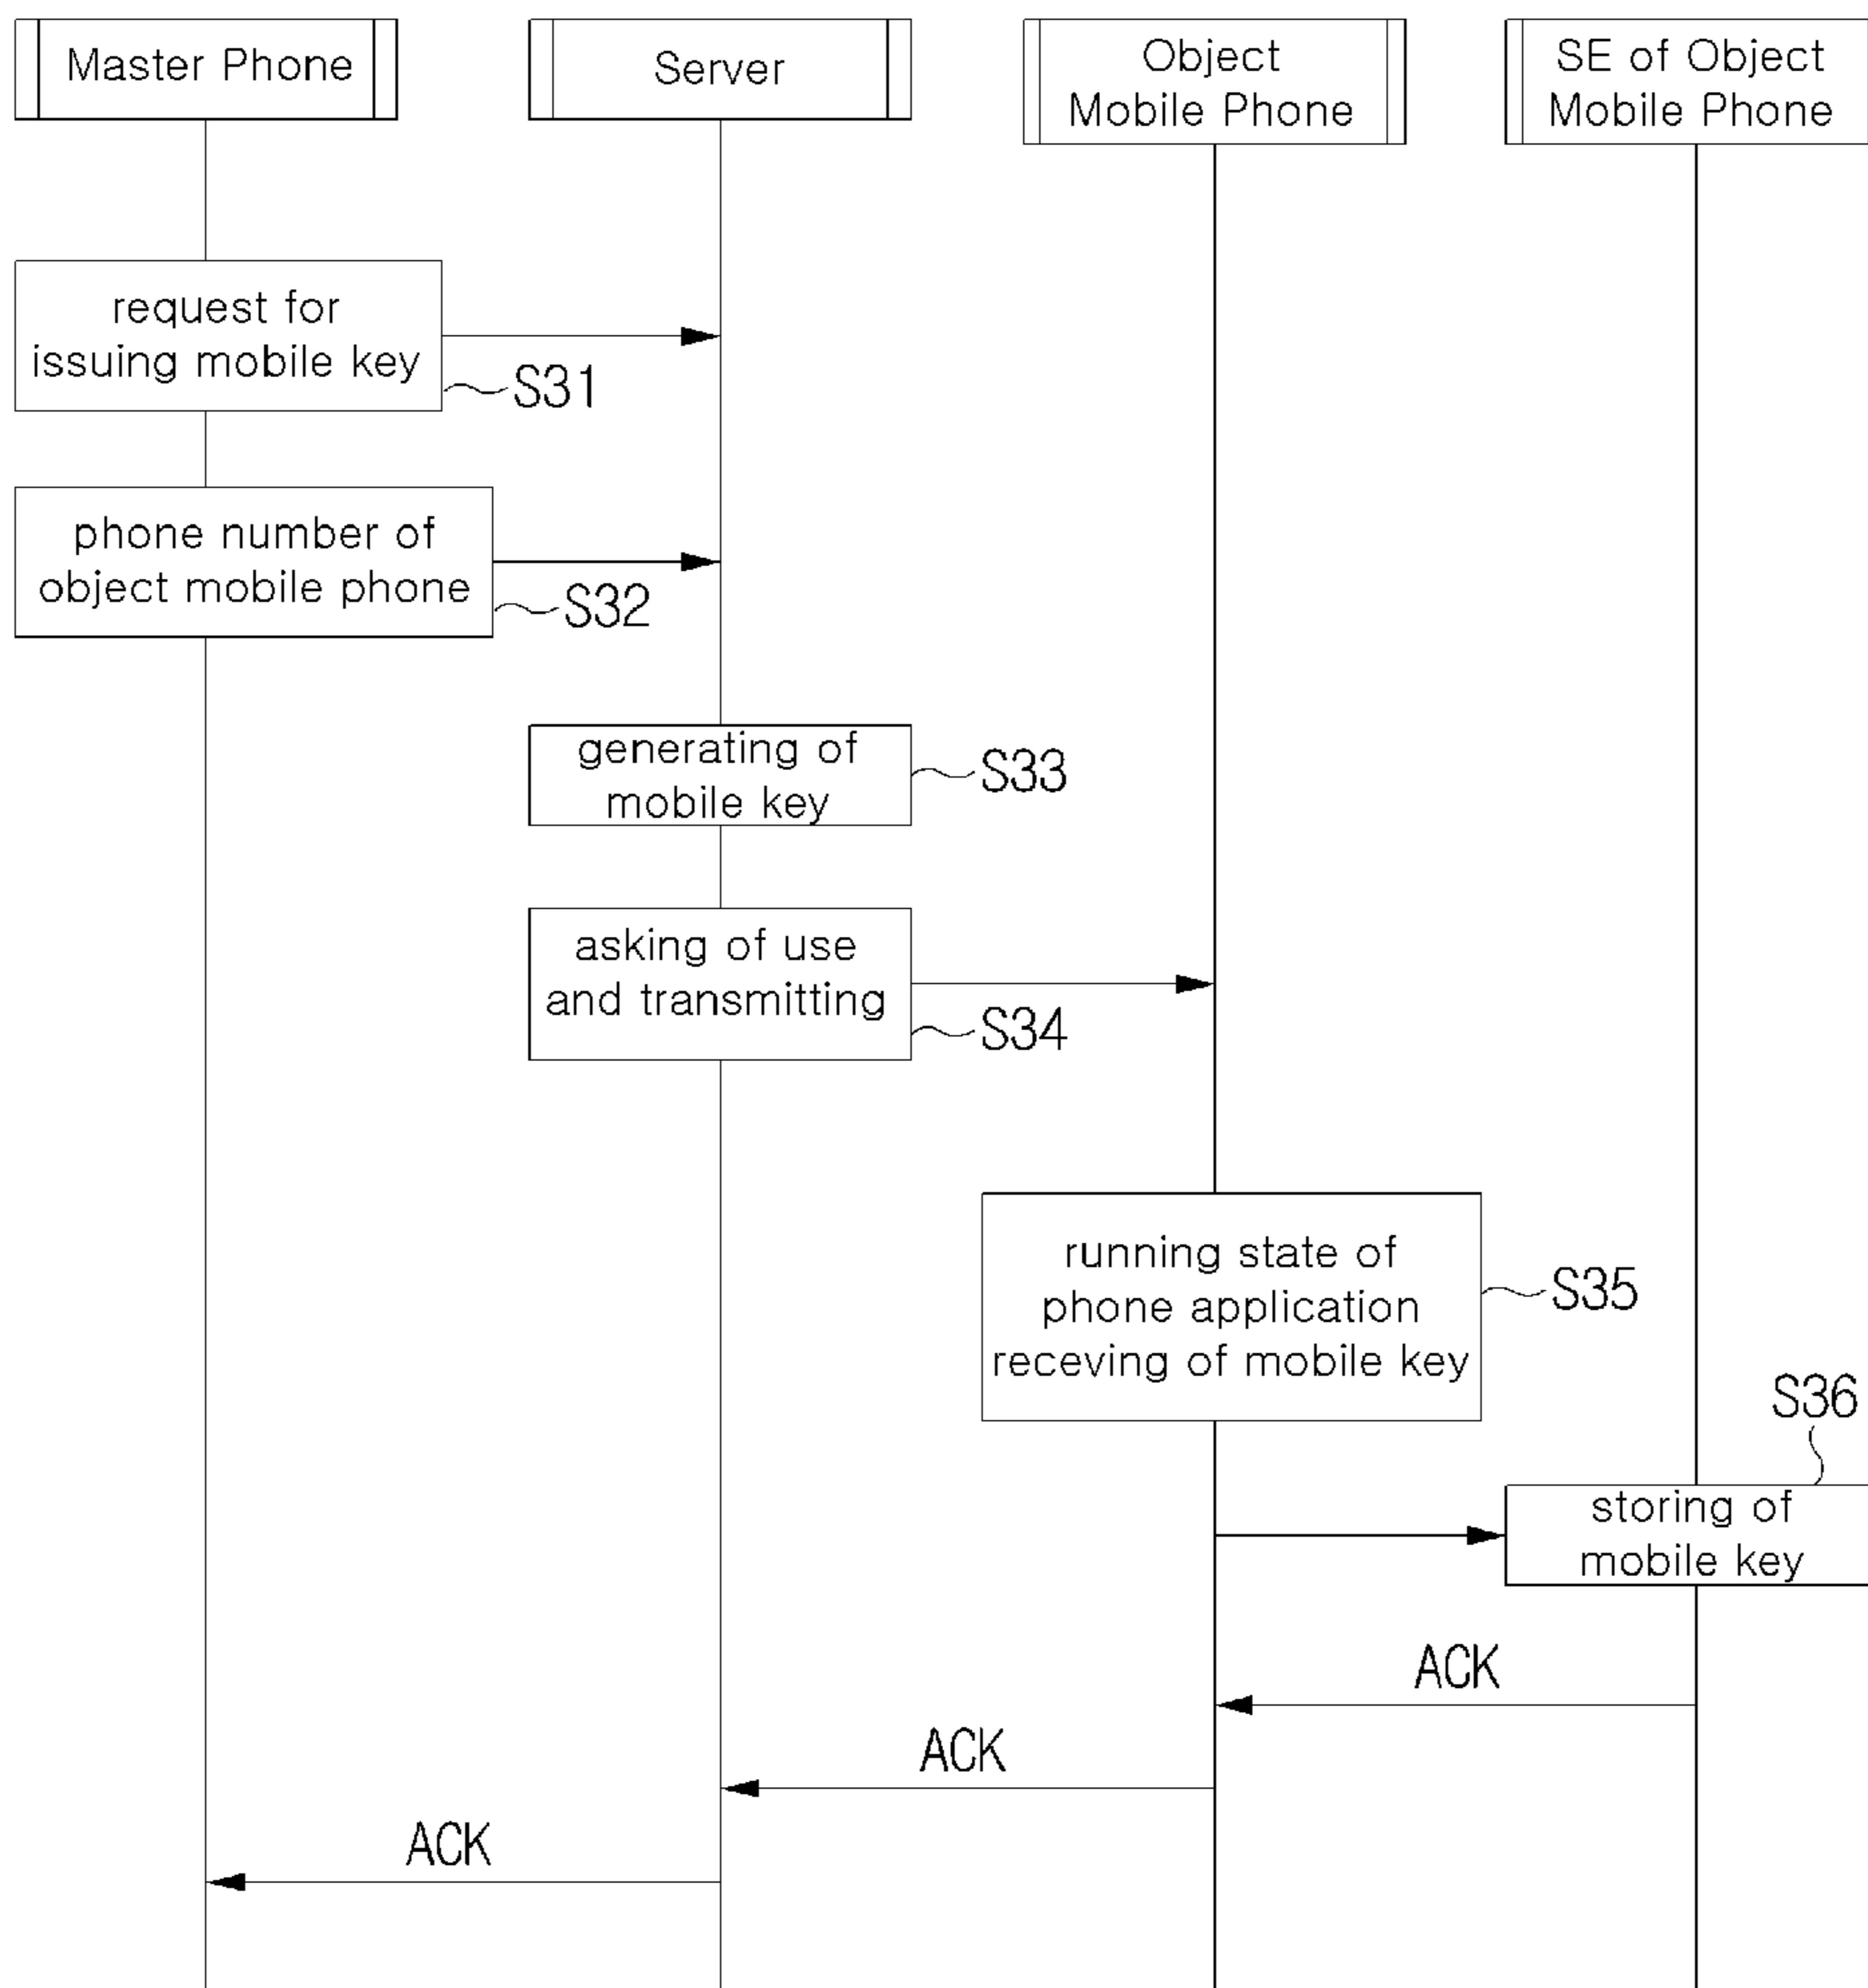 Master Phone
Server
Object
Mobile Phone
SE of Object
Mobile Phone
request for
issuing mobile key
S31
phone number of
object mobile phone
S32
generating of
mobile key
S33
asking of use
and transmitting
S34
running state of
phone application
receving of mobile key
S35
S36
storing of
mobile key
ACK
ACK
ACK